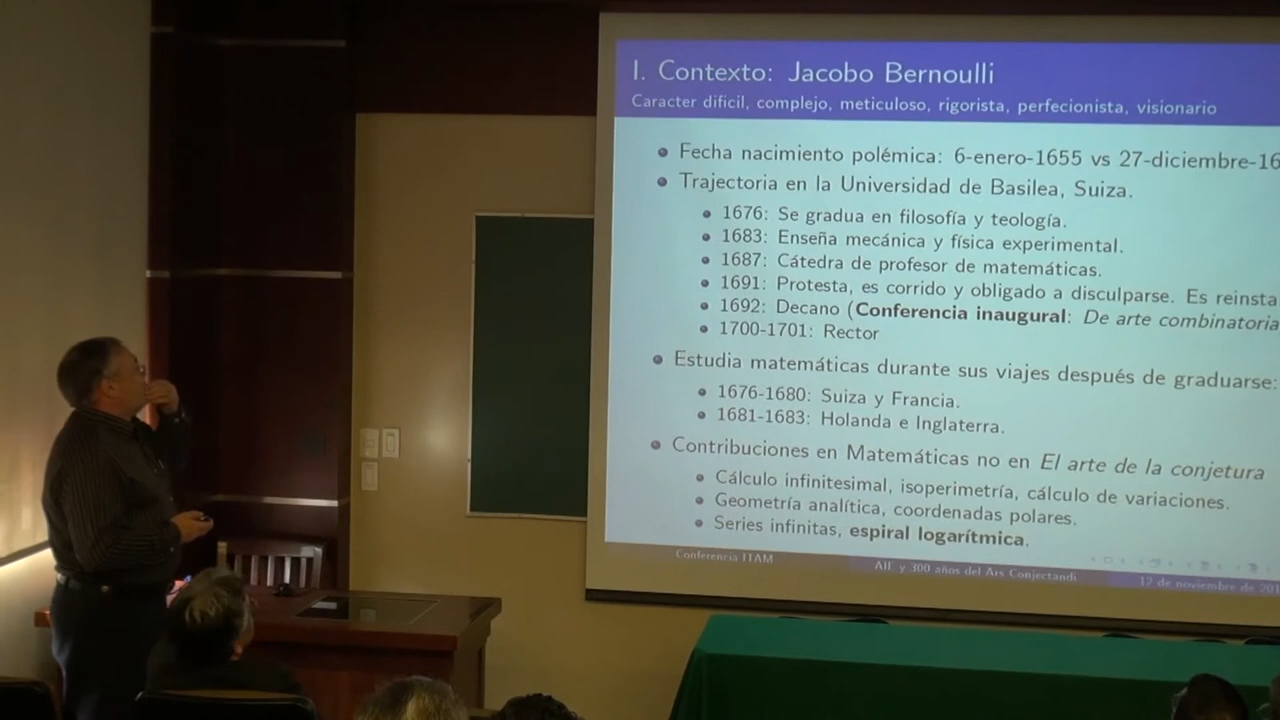 I. Contexto: Jacobo Bernoulli
Caracter dificil, complejo, meticuloso, rigorista, perfecionista, visionario
Fecha nacimiento polémica: 6-enero-1655 vs 27-diciembre-16
Trajectoria en la Universidad de Basilea, Suiza.
1676: Se gradua en filosofía y teología.
1683: Enseña mecánica y física experimental.
1687: Cátedra de profesor de matemáticas.
1691: Protesta, es corrido y obligado a disculparse. Es reinsta
1692: Decano (Conferencia inaugural: De arte combinatoria
1700-1701: Rector
Estudia matemáticas durante sus viajes después de graduarse:
1676-1680: Suiza y Francia.
1681-1683: Holanda e Inglaterra.
Contribuciones en Matemáticas no en El arte de la conjetura
Cálculo infinitesimal, isoperimetría, cálculo de variaciones.
Geometría analítica, coordenadas polares.
Series infinitas, espiral logarítmica.
Conferencia ITAM
AIE y 300 años del Ars Conjectandi
12 de noviembre de 201